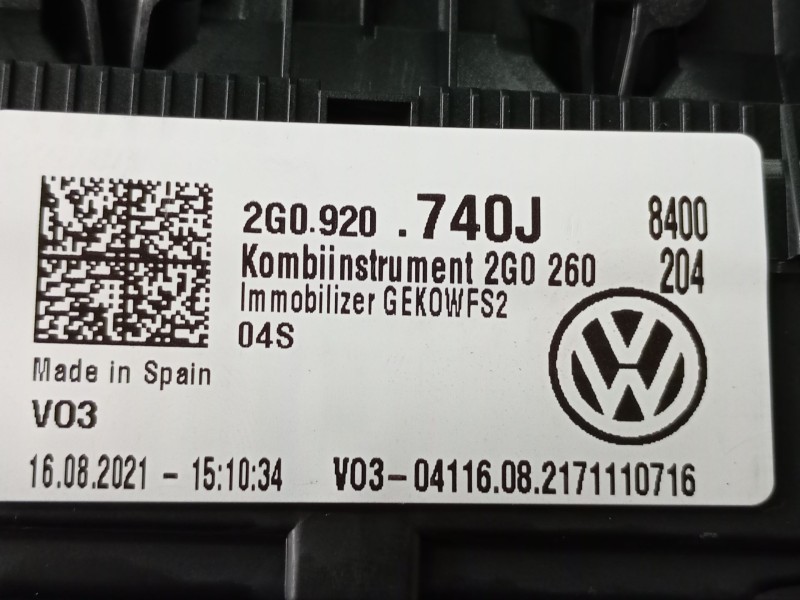 2G0.920 .740J 8400
Kombiinstrument 2G0 260 204
Immobilizer GEKOWFS2
04S
Made in Spain
V03
16.08.2021 - 15:10:34 V03-04116.08.2171110716